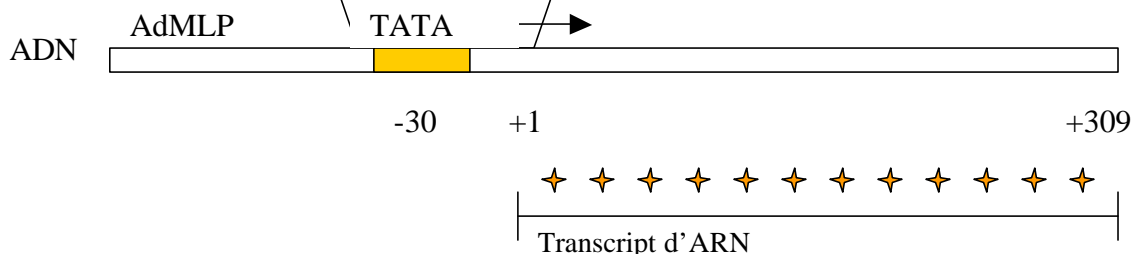 AdMLP TATA
ADN
-30 +1 +309
Transcript d’ARN